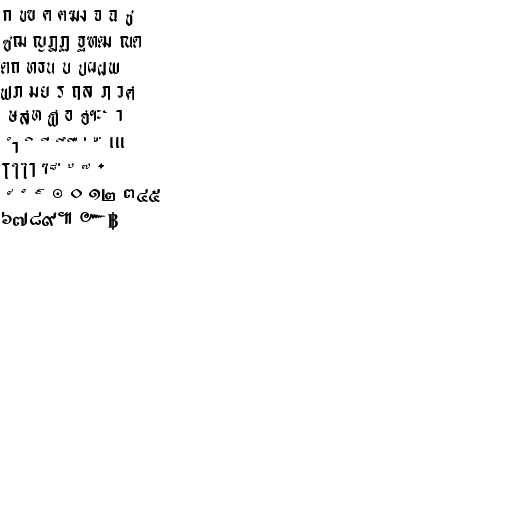 ก ขฃ ค ฅฆง จ ฉ ช
ซฌ ญฎฏ ฐฑฒ ณด
ตถ ทธน บ ปผฝพ
ฟภ มย ร ฤล ฦ วศ
ษสห ฬ อ ฮฯะ ั า
ำ ิ ี ึ ื ุ ู เ แ
โ ใ ไ ๅ ๆ ็ ่ ้ ๊ ๋
์ ํ ๎ ๏ ๐ ๑๒ ๓๔๕
๖๗๘๙๚ ๛ ฿